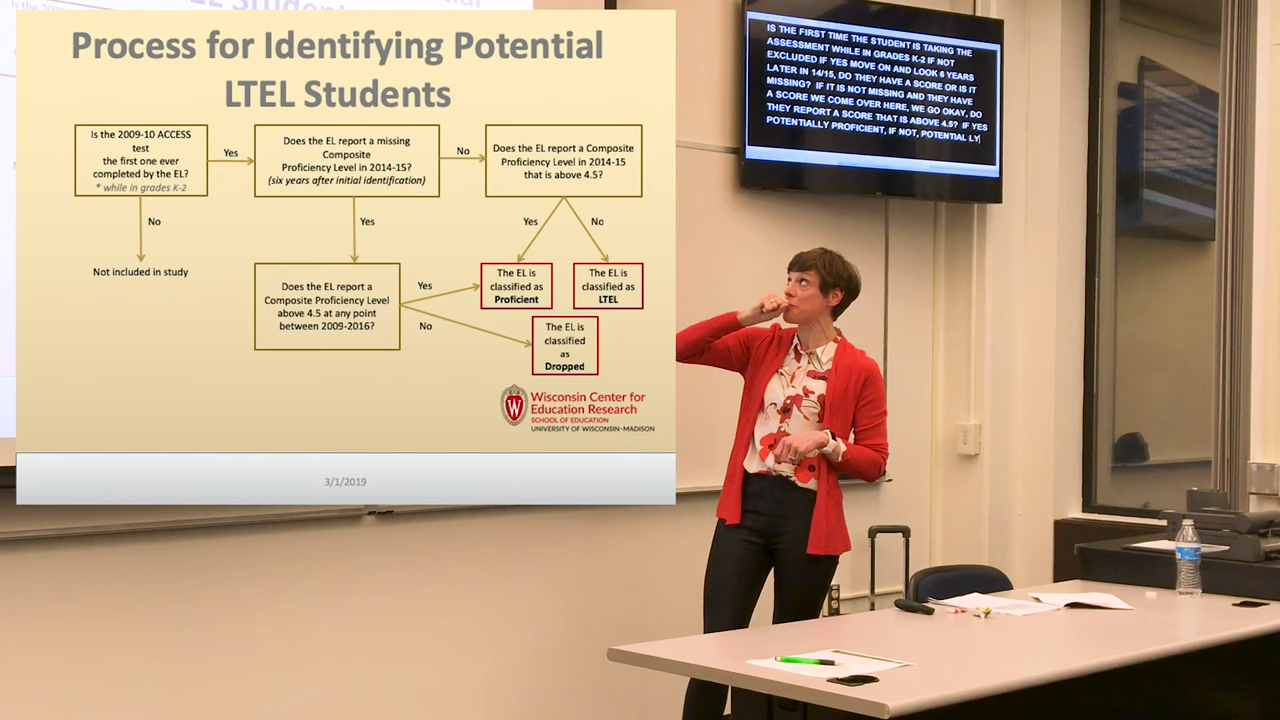 Process for Identifying Potential
LTEL Students
Is the 2009-10 ACCESS
test
the first one ever
completed by the EL?
* while in grades K-2
Yes
Does the EL report a missing
Composite
Proficiency Level in 2014-15?
(six years after initial identification)
No
Does the EL report a Composite
Proficiency Level in 2014-15
that is above 4.5?
No
Yes
Yes
No
Not included in study
Does the EL report a
Composite Proficiency Level
above 4.5 at any point
between 2009-2016?
Yes
No
The EL is
classified as
Proficient
The EL is
classified as
LTEL
The EL is
classified
as
Dropped
W
Wisconsin Center for
Education Research
SCHOOL OF EDUCATION
UNIVERSITY OF WISCONSIN-MADISON
3/1/2019
IS THE FIRST TIME THE STUDENT IS TAKING THE
ASSESSMENT WHILE IN GRADES K-2 IF NOT
EXCLUDED IF YES MOVE ON AND LOOK 6 YEARS
LATER IN 14/15, DO THEY HAVE A SCORE OR IS IT
MISSING? IF IT IS NOT MISSING AND THEY HAVE
A SCORE WE COME OVER HERE, WE GO OKAY, DO
THEY REPORT A SCORE THAT IS ABOVE 4.5? IF YES
POTENTIALLY PROFICIENT, IF NOT, POTENTIAL LY